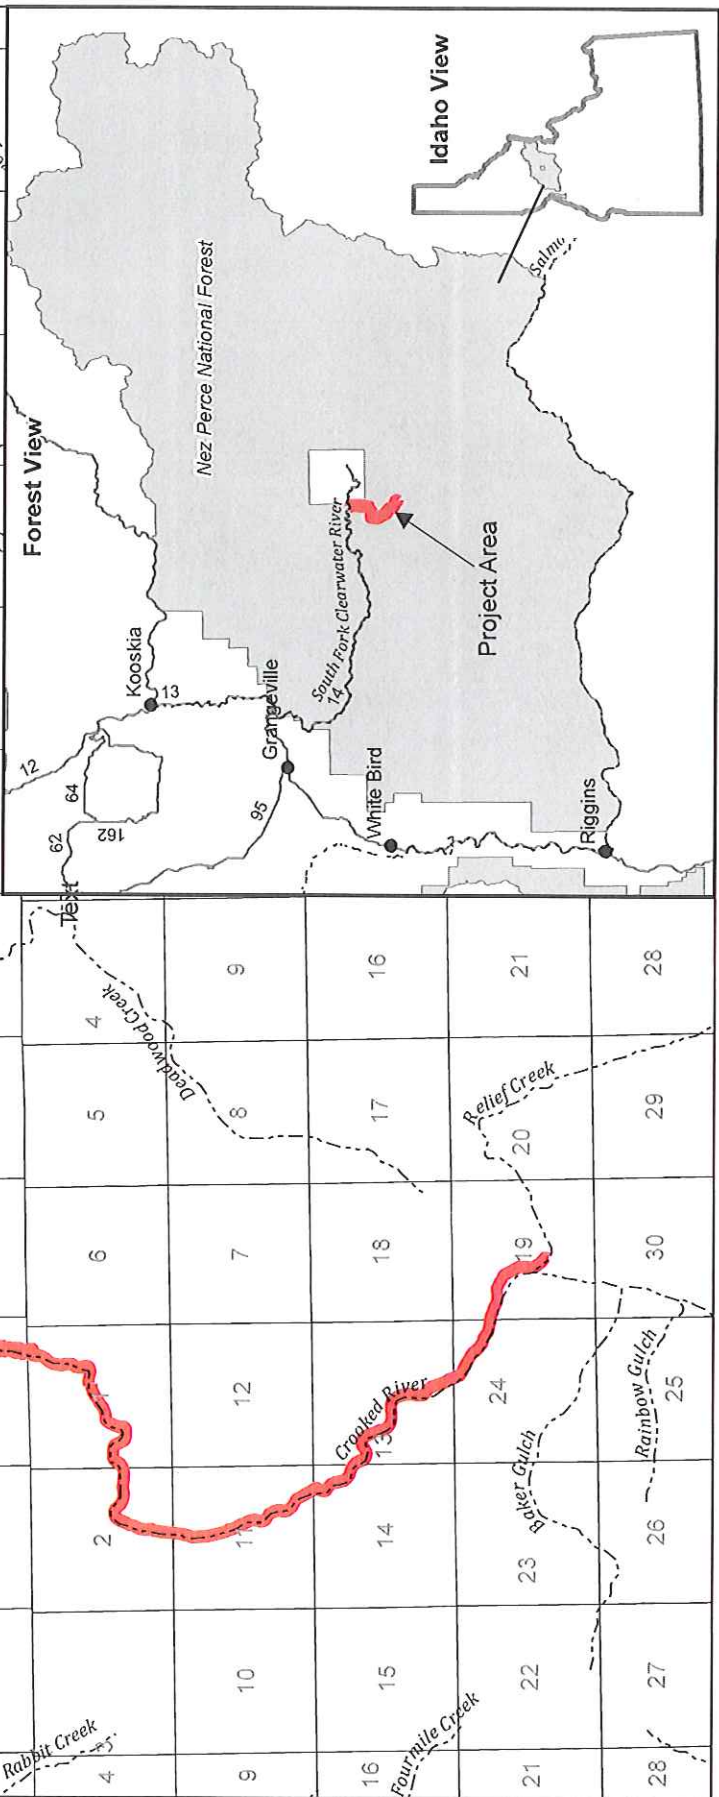 Forest View
Idaho View
Nez Perce National Forest
Kooskia
13
12
64
62
162
Grangeville
95
South Fork Clearwater River
14
White Bird
Project Area
Riggins
Text
Deadwood Creek
4
9
16
21
28
5
8
17
20
29
Relief Creek
6
7
18
19
30
12
13
24
25
Crooked River
Baker Gulch
Rainbow Gulch
2
11
14
23
26
10
15
22
27
Rabbit Creek
4
9
16
21
28
Fourmile Creek